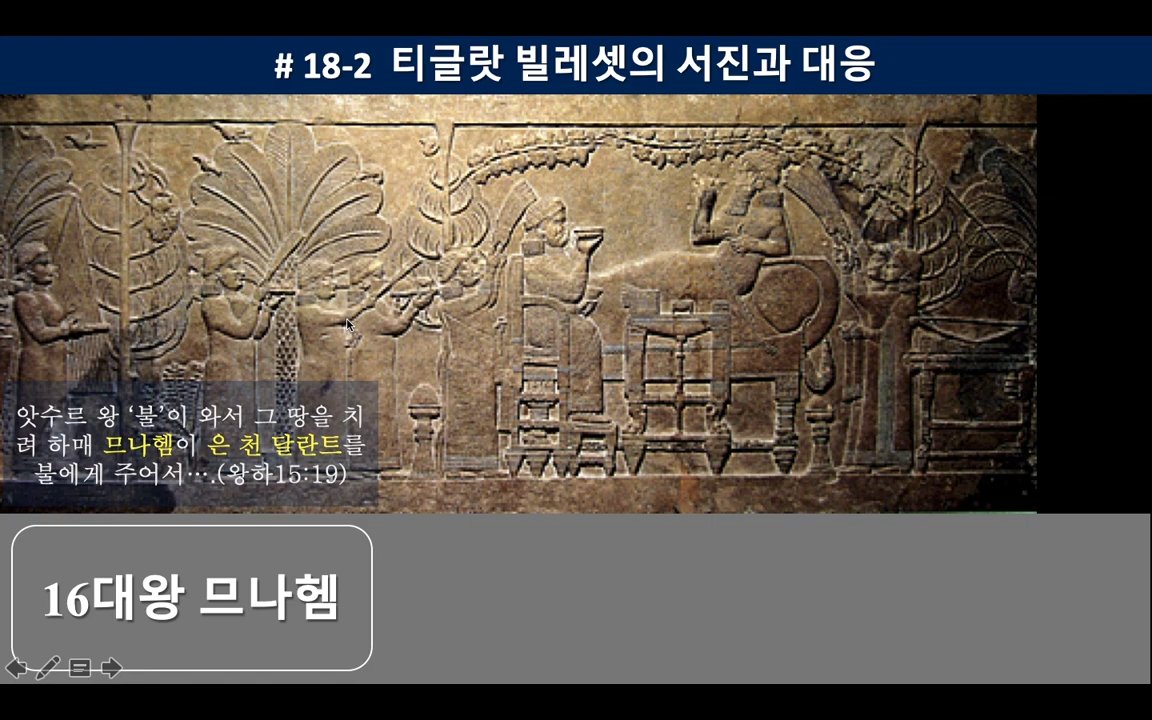 # 18-2 티글랏 빌레셋의 서진과 대응
앗수르 왕 ‘불’이 와서 그 땅을 치
려 하매 므나헴이 은 천 달란트를
불에게 주어서….(왕하15:19)
16대왕 므나헴